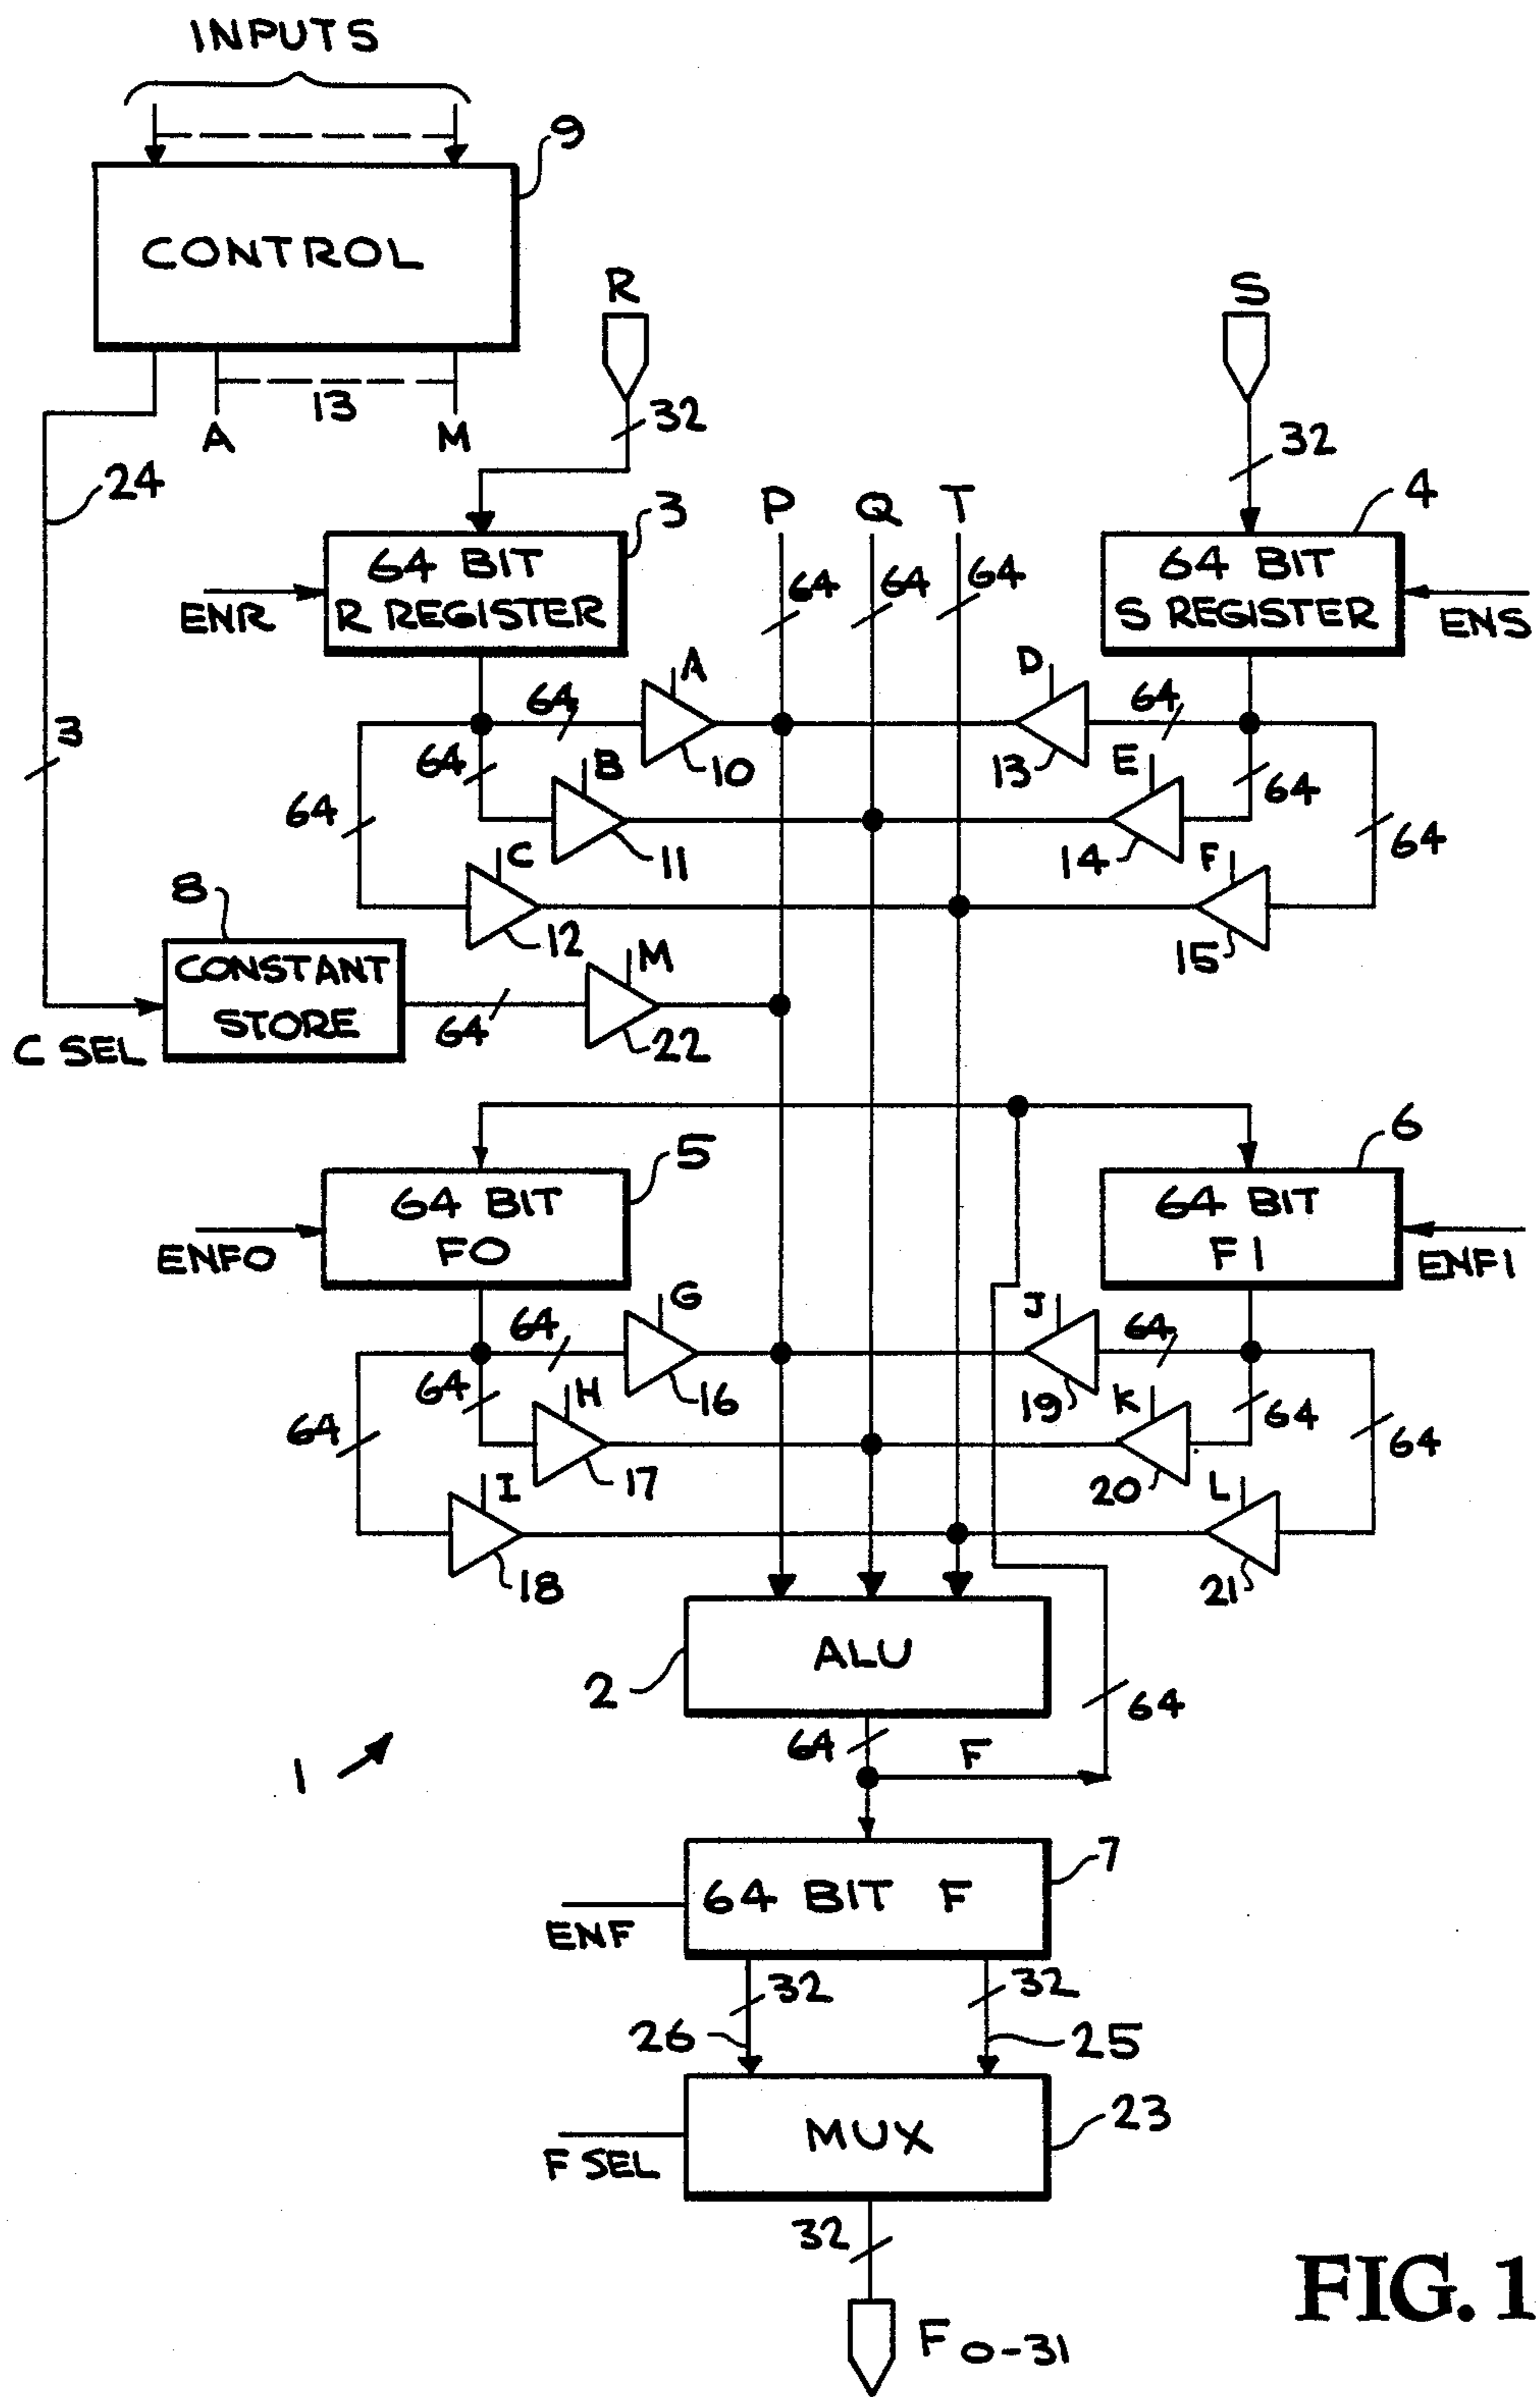 INPUTS
9
CONTROL
R
S
13
A
M
32
32
24
P
Q
T
3
4
64 BIT
R REGISTER
64
64
64
64 BIT
S REGISTER
ENR
ENS
A
D
64
64
3
B
E
64
10
13
64
64
C
11
14
F
64
8
12
15
CONSTANT
STORE
M
64
22
C SEL
5
6
64 BIT
F0
64 BIT
F1
ENF0
ENF1
G
J
64
64
64
H
16
19
K
64
64
I
17
20
L
64
18
21
ALU
2
64
64
F
1
7
64 BIT F
ENF
32
32
26
25
23
MUX
F SEL
32
F 0-31
FIG. 1